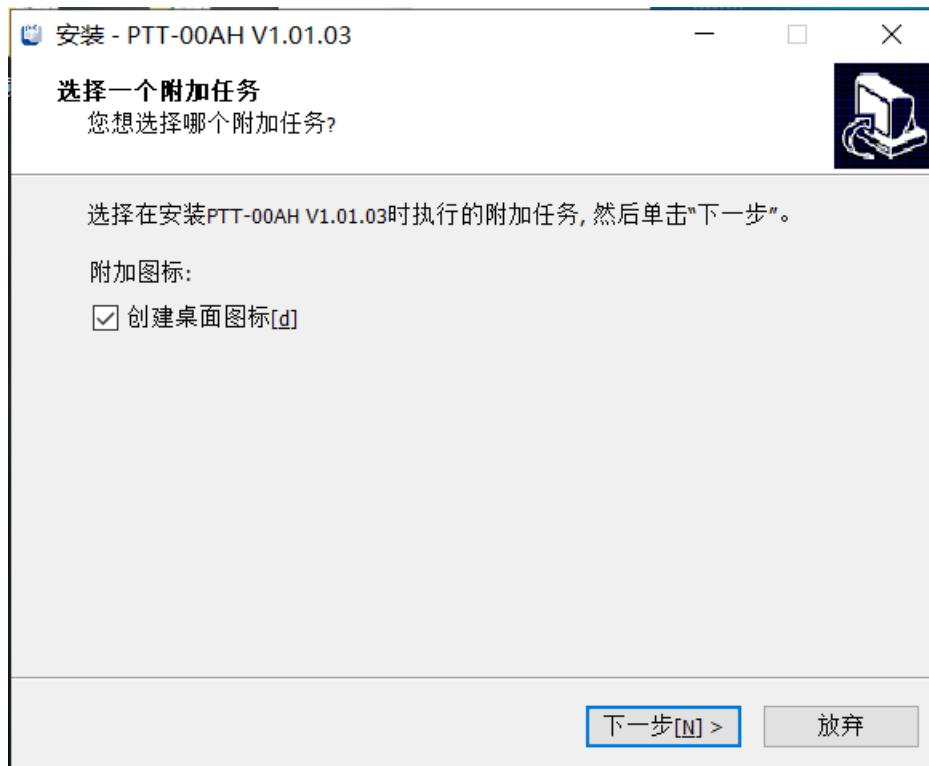 安装 - PTT-00AH V1.01.03
选择一个附加任务
您想选择哪个附加任务?
选择在安装PTT-00AH V1.01.03时执行的附加任务, 然后单击“下一步”。
附加图标:
创建桌面图标[d]
下一步[N] >
放弃